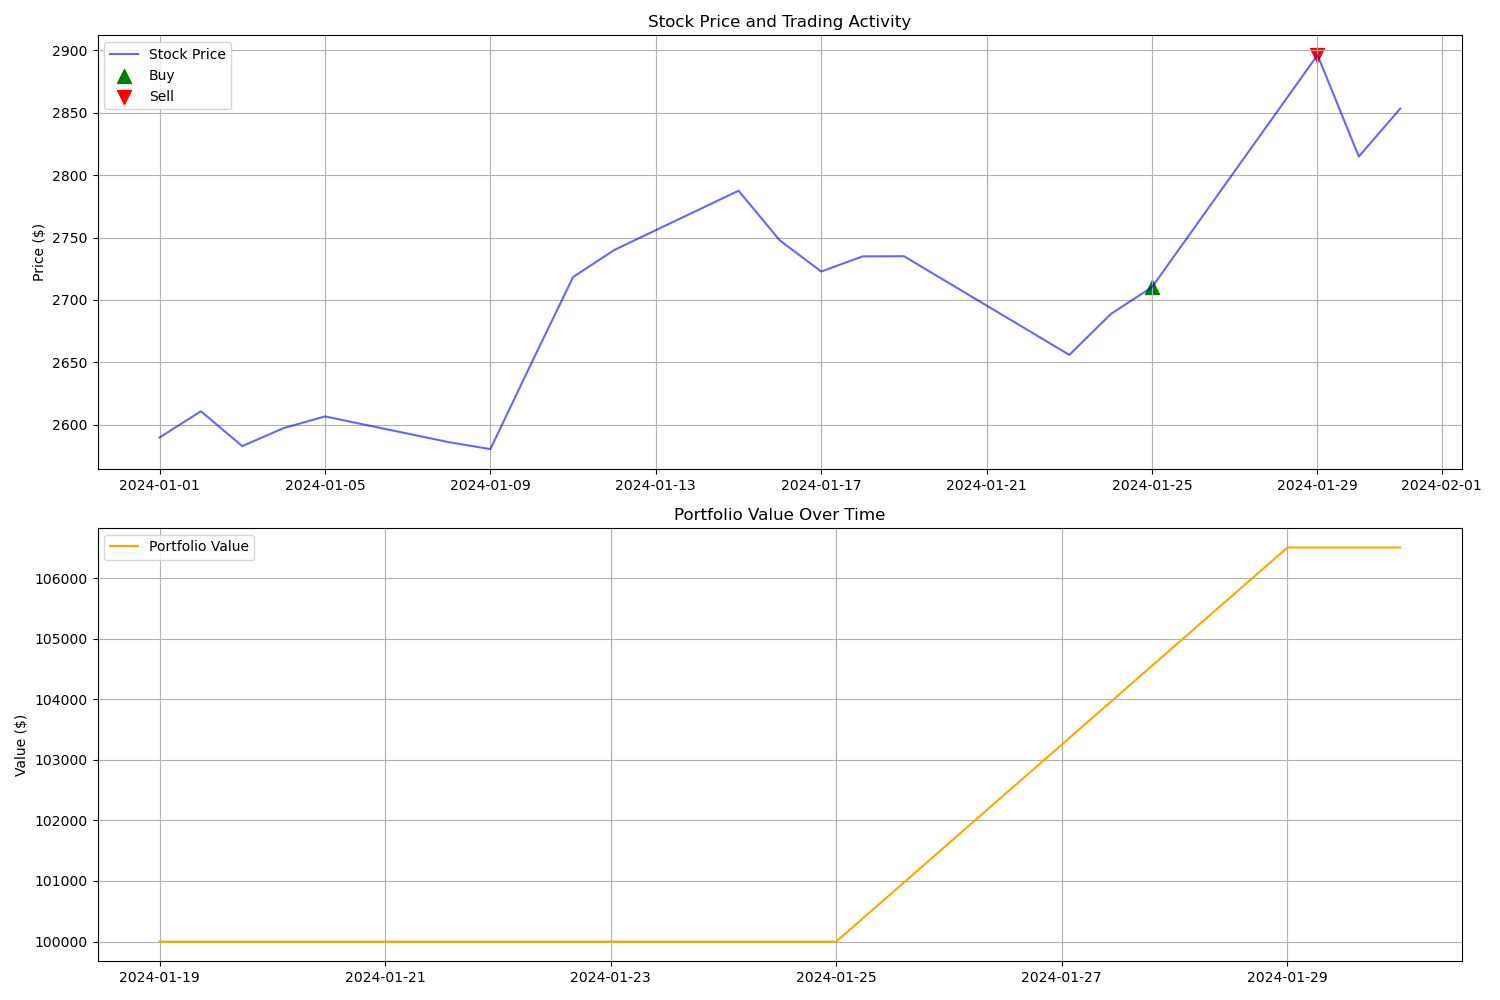 Stock Price and Trading Activity
Stock Price
Buy
Sell
Price ($)
2900
2850
2800
2750
2700
2650
2600
2024-01-01 2024-01-05 2024-01-09 2024-01-13 2024-01-17 2024-01-21 2024-01-25 2024-01-29 2024-02-01
Portfolio Value Over Time
Portfolio Value
Value ($)
106000
105000
104000
103000
102000
101000
100000
2024-01-19 2024-01-21 2024-01-23 2024-01-25 2024-01-27 2024-01-29